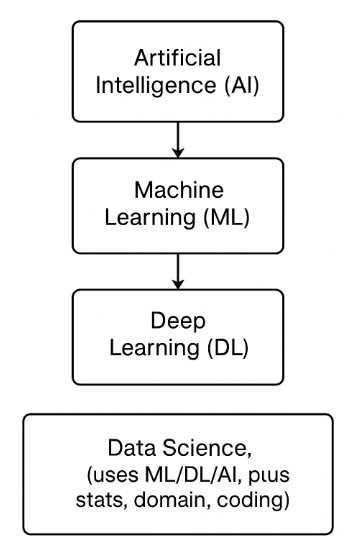 Artificial
Intelligence (AI)
Machine
Learning (ML)
Deep
Learning (DL)
Data Science,
(uses ML/DL/AI, pıus
stats, domain, coding)